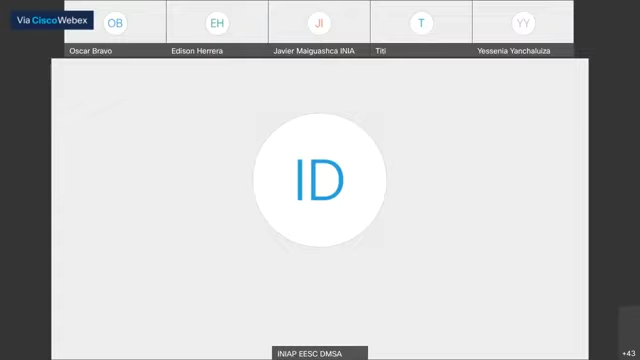 Via Cisco Webex
OB
EH
JI
T
YY
Oscar Bravo
Edison Herrera
Javier Maiguashca INIA
Titi
Yessenia Yanchaluiza
ID
INIAP EESC DMSA
+43